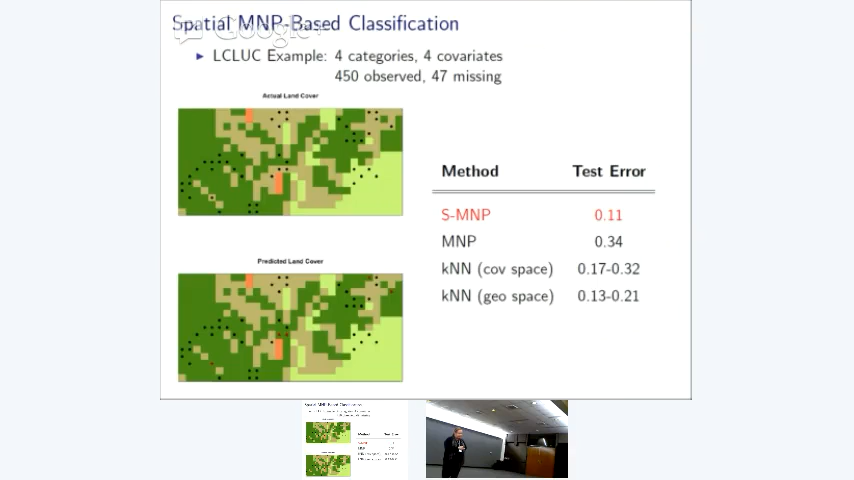 Spatial MNP-Based Classification
Google+
► LCLUC Example: 4 categories, 4 covariates
450 observed, 47 missing
Actual Land Cover
Predicted Land Cover
Method Test Error
S-MNP 0.11
MNP 0.34
kNN (cov space) 0.17-0.32
kNN (geo space) 0.13-0.21